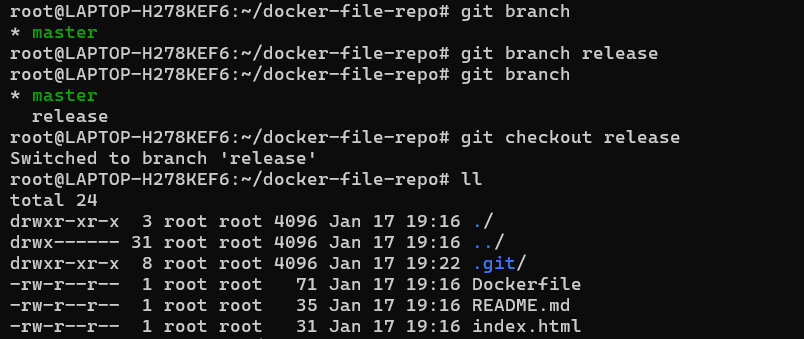 root@LAPTOP-H278KEF6:~/docker-file-repo# git branch
* master
root@LAPTOP-H278KEF6:~/docker-file-repo# git branch release
root@LAPTOP-H278KEF6:~/docker-file-repo# git branch
* master
  release
root@LAPTOP-H278KEF6:~/docker-file-repo# git checkout release
Switched to branch 'release'
root@LAPTOP-H278KEF6:~/docker-file-repo# ll
total 24
drwxr-xr-x  3 root root 4096 Jan 17 19:16 ./
drwx------ 31 root root 4096 Jan 17 19:16 ../
drwxr-xr-x  8 root root 4096 Jan 17 19:22 .git/
-rw-r--r--  1 root root   71 Jan 17 19:16 Dockerfile
-rw-r--r--  1 root root   35 Jan 17 19:16 README.md
-rw-r--r--  1 root root   31 Jan 17 19:16 index.html